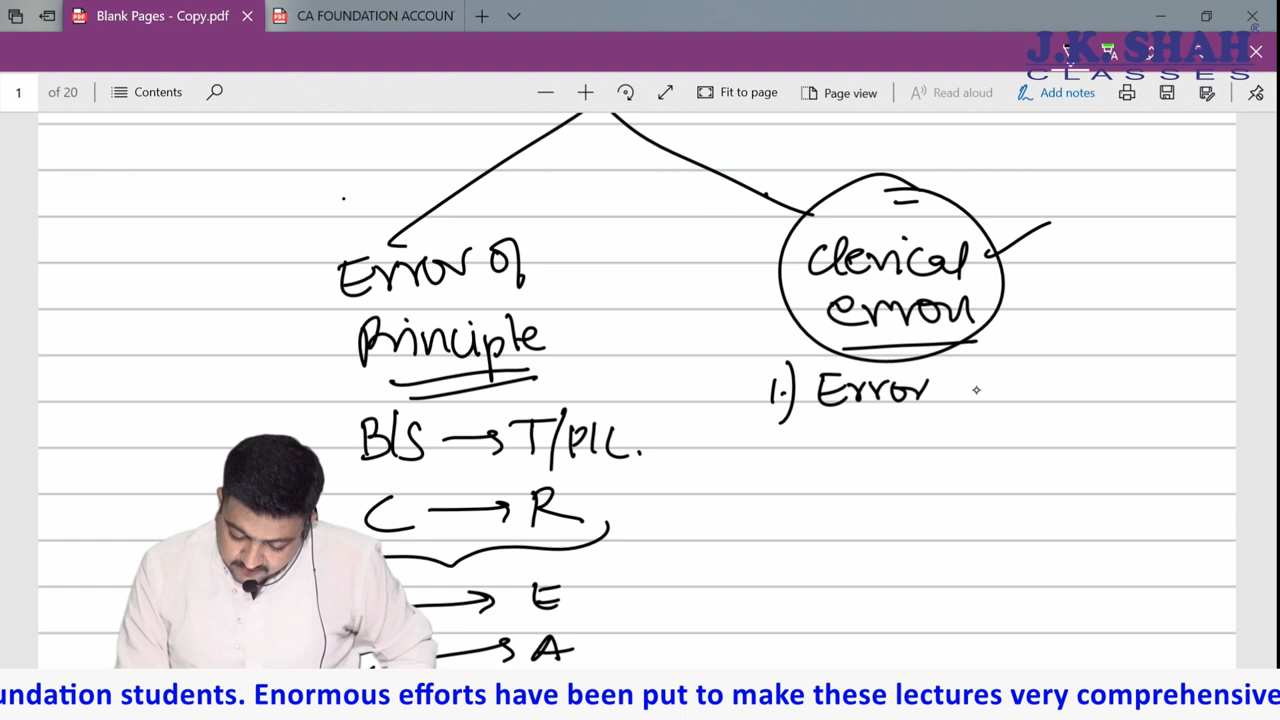 Blank Pages - Copy.pdf
CA FOUNDATION ACCOUN
J.K. SHAH®
CLASSES
1 of 20
Contents
Fit to page
Page view
Read aloud
Add notes
Error of
Principle
B/S → T/P/L.
C → R
→ E
→ A
Clerical
error
1.) Error
undation students. Enormous efforts have been put to make these lectures very comprehensive